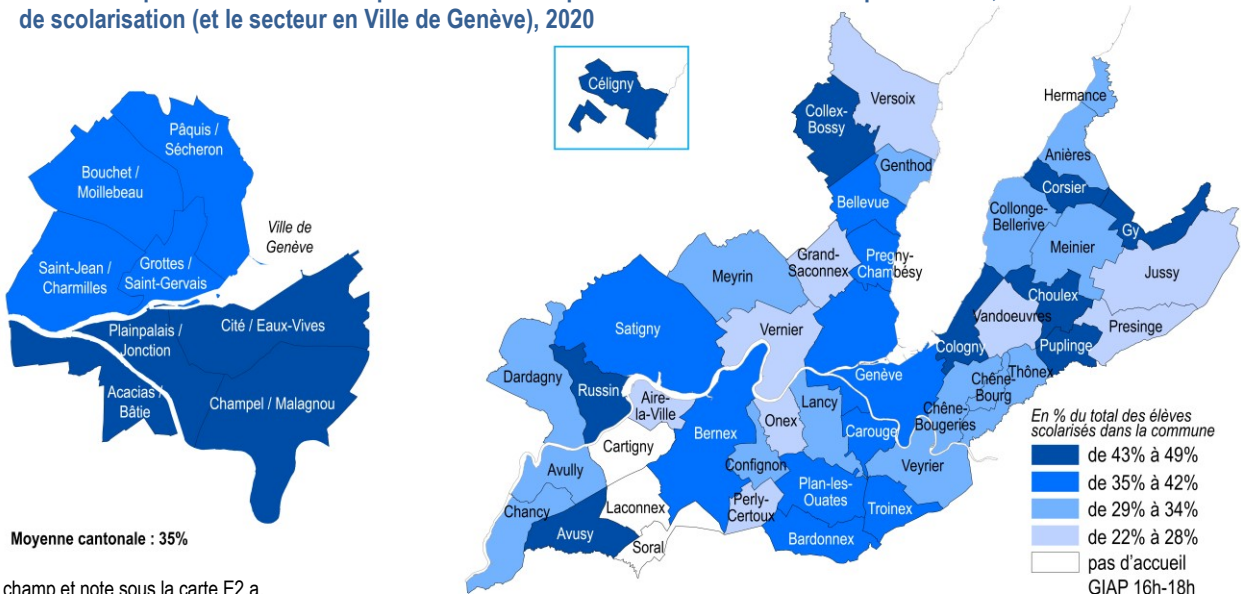 de scolarisation (et le secteur en Ville de Genève), 2020
Céligny
Pâquis /
Sécheron
Bouchet /
Moillebeau
Ville de
Genève
Saint-Jean /
Charmilles
Grottes /
Saint-Gervais
Plainpalais /
Jonction
Cité / Eaux-Vives
Acacias /
Bâtie
Champel / Malagnou
Moyenne cantonale : 35%
champ et note sous la carte E2.a
Versoix
Collex-
Bossy
Genthod
Bellevue
Hermance
Anières
Corsier
Collonge-
Bellerive
Gy
Meinier
Jussy
Grand-
Saconnex
Pregny-
Chambésy
Meyrin
Choulex
Vandoeuvres
Presinge
Satigny
Vernier
Cologny
Puplinge
Genève
Thônex
Chêne-
Bourg
Chêne-
Bougeries
Dardagny
Russin
Aire-
la-Ville
Lancy
Onex
Bernex
Carouge
Cartigny
Confignon
Veyrier
Avully
Plan-les-
Ouates
Perly-
Certoux
Troinex
Chancy
Laconnex
Avusy
Bardonnex
Soral
En % du total des élèves
scolarisés dans la commune
de 43% à 49%
de 35% à 42%
de 29% à 34%
de 22% à 28%
pas d'accueil
GIAP 16h-18h